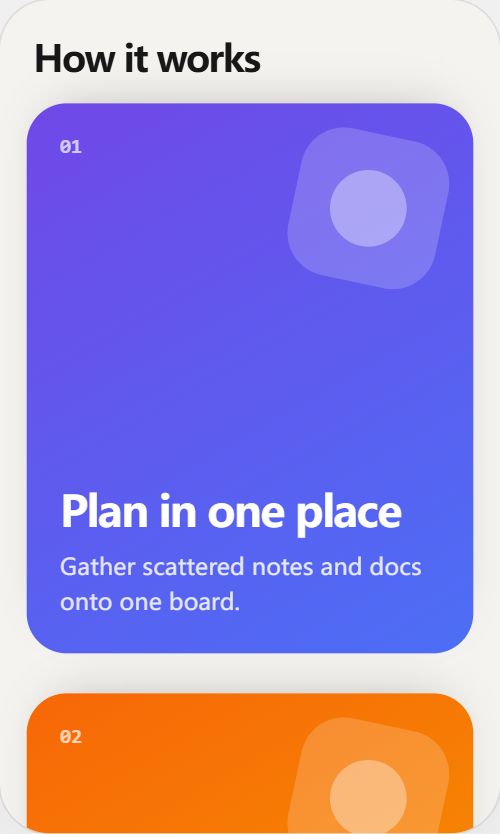 How it works
01
Plan in one place
Gather scattered notes and docs
onto one board.
02